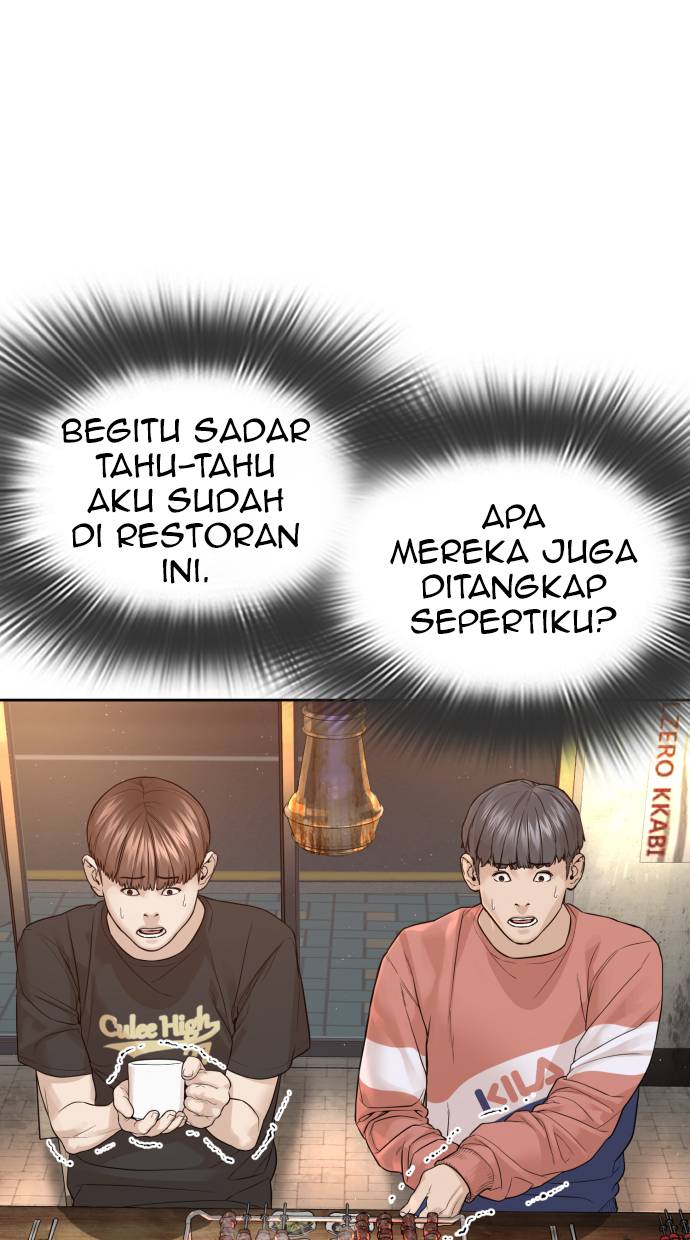 BEGITU SADAR
TAHU-TAHU
AKU SUDAH
DI RESTORAN
INI.
APA
MEREKA JUGA
DITANGKAP
SEPERTIKU?
ZERO KKABI
Culee High
KILA